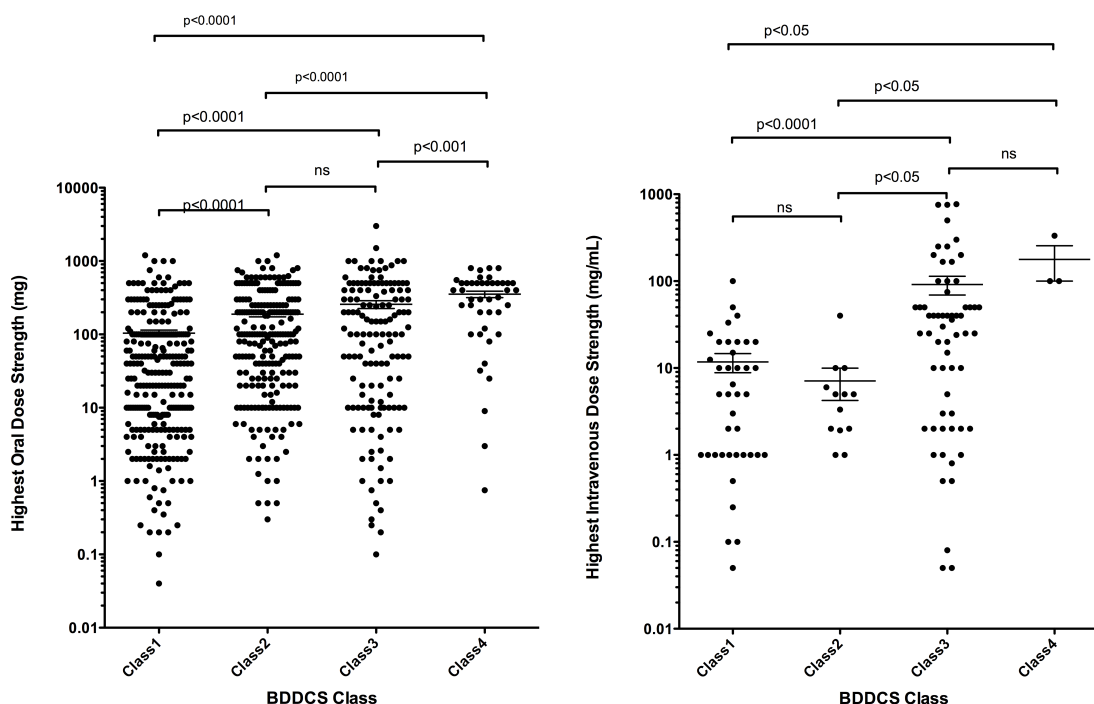 p<0.0001
p<0.0001
p<0.0001
p<0.001
ns
p<0.0001
10000
1000
100
10
1
0.1
0.01
Highest Oral Dose Strength (mg)
Class1
Class2
Class3
Class4
BDDCS Class
p<0.05
p<0.05
p<0.0001
ns
p<0.05
ns
1000
100
10
1
0.1
0.01
Highest Intravenous Dose Strength (mg/mL)
Class1
Class2
Class3
Class4
BDDCS Class